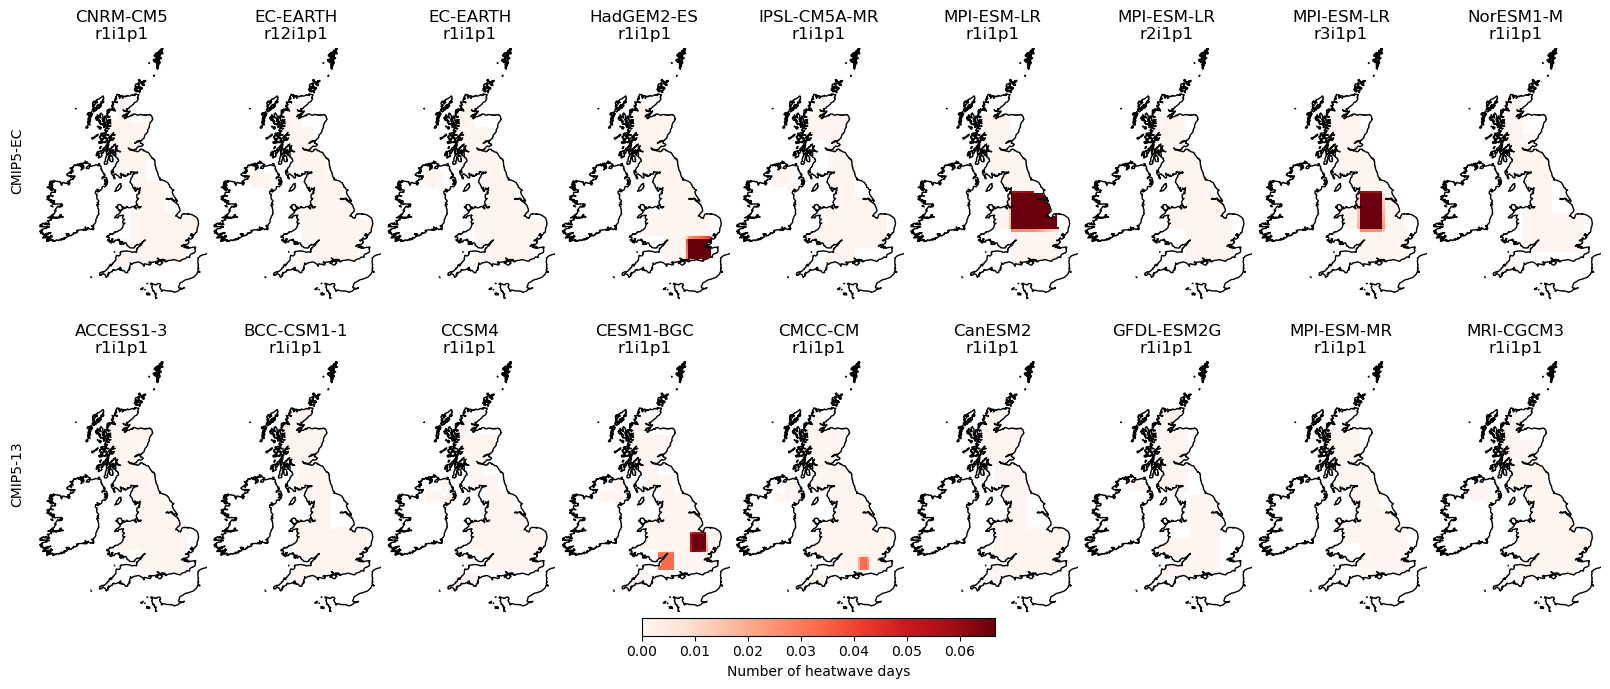 CNRM-CM5
r1i1p1
EC-EARTH
r12i1p1
EC-EARTH
r1i1p1
HadGEM2-ES
r1i1p1
IPSL-CM5A-MR
r1i1p1
MPI-ESM-LR
r1i1p1
MPI-ESM-LR
r2i1p1
MPI-ESM-LR
r3i1p1
NorESM1-M
r1i1p1
CMIP5-EC
ACCESS1-3
r1i1p1
BCC-CSM1-1
r1i1p1
CCSM4
r1i1p1
CESM1-BGC
r1i1p1
CMCC-CM
r1i1p1
CanESM2
r1i1p1
GFDL-ESM2G
r1i1p1
MPI-ESM-MR
r1i1p1
MRI-CGCM3
r1i1p1
CMIP5-13
0.00 0.01 0.02 0.03 0.04 0.05 0.06
Number of heatwave days